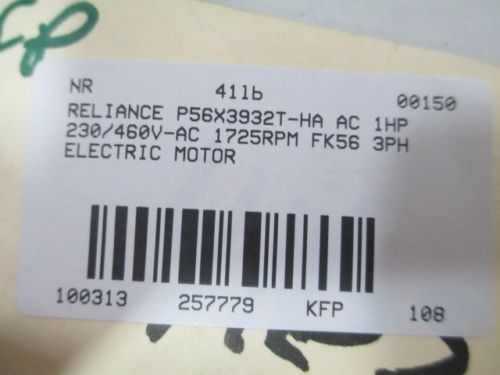 NR 41lb 00150
RELIANCE P56X3932T-HA AC 1HP
230/460V-AC 1725RPM FK56 3PH
ELECTRIC MOTOR
100313 257779 KFP 108